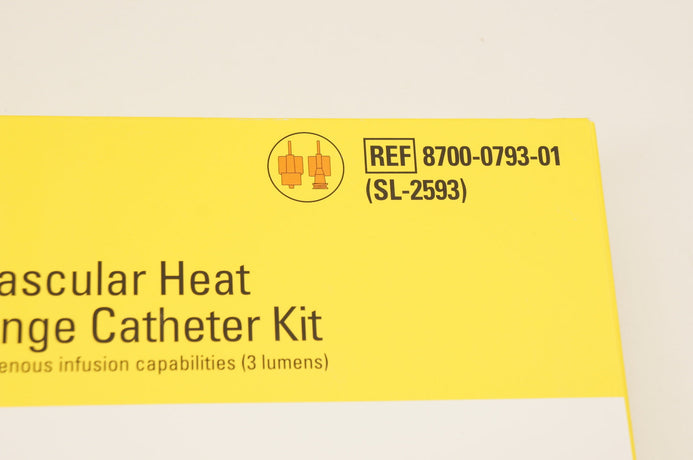 REF 8700-0793-01
(SL-2593)
ascular Heat
nge Catheter Kit
enous infusion capabilities (3 lumens)